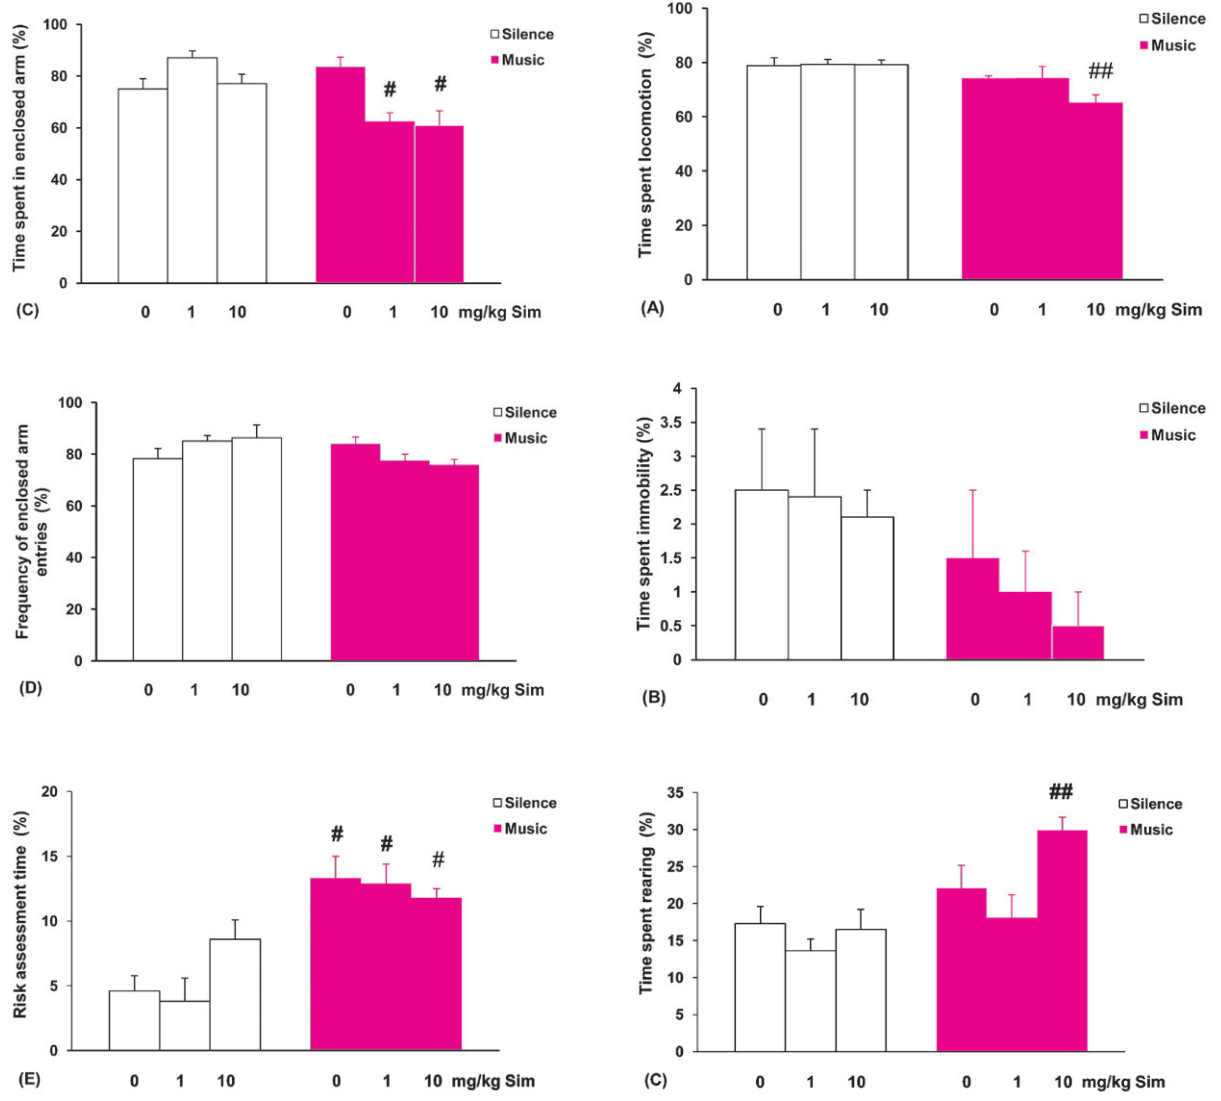 Time spent in enclosed arm (%)
100
80
60
40
20
0
Silence
Music
#
#
0 1 10 0 1 10 mg/kg Sim
(C)
Time spent locomotion (%)
100
80
60
40
20
0
Silence
Music
##
0 1 10 0 1 10 mg/kg Sim
(A)
Frequency of enclosed arm
entries (%)
100
80
60
40
20
0
Silence
Music
0 1 10 0 1 10 mg/kg Sim
(D)
Time spent immobility (%)
4
3.5
3
2.5
2
1.5
1
0.5
0
Silence
Music
0 1 10 0 1 10 mg/kg Sim
(B)
Risk assessment time (%)
20
15
10
5
0
Silence
Music
#
#
#
0 1 10 0 1 10 mg/kg Sim
(E)
Time spent rearing (%)
35
30
25
20
15
10
5
0
Silence
Music
##
0 1 10 0 1 10 mg/kg Sim
(C)